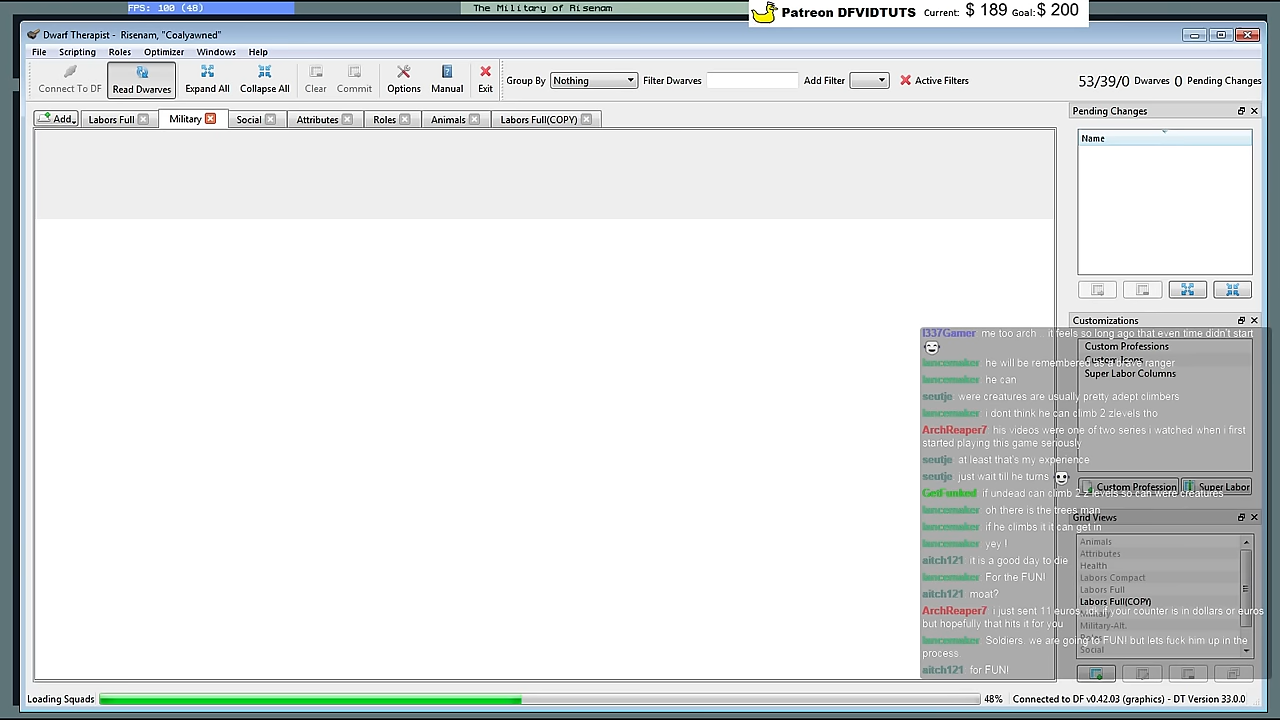 FPS: 100 (48)
The Military of Risenam
Patreon DFVIDTUTS Current: $ 189 Goal: $ 200
Dwarf Therapist - Risenam, "Coalyawned"
File Scripting Roles Optimizer Windows Help
Connect To DF Read Dwarves Expand All Collapse All Clear Commit Options Manual Exit
Group By Nothing Filter Dwarves Add Filter Active Filters
53/39/0 Dwarves 0 Pending Changes
Add... Labors Full Military Social Attributes Roles Animals Labors Full(COPY)
Pending Changes
Name
Customizations
Custom Professions
Custom Icons
Super Labor Columns
Custom Profession Super Labor
Grid Views
Animals
Attributes
Health
Labors Compact
Labors Full
Labors Full(COPY)
Military-Alt.
Social
l337Gamer me too arch .. it feels so long ago that even time didn't start
lancemaker he will be remembered as a brave ranger
lancemaker he can
seutje were creatures are usually pretty adept climbers
lancemaker i dont think he can climb 2 zlevels tho
ArchReaper7 his videos were one of two series i watched when i first
started playing this game seriously
seutje at least that's my experience
seutje just wait till he turns
GetFunked if undead can climb 2 z levels so can were creatures
lancemaker oh there is the trees man
lancemaker if he climbs it it can get in
lancemaker yey !
aitch121 it is a good day to die
lancemaker For the FUN!
aitch121 moat?
ArchReaper7 i just sent 11 euros, idk if your counter is in dollars or euros
but hopefully that hits it for you
lancemaker Soldiers. we are going to FUN! but lets fuck him up in the
process.
aitch121 for FUN!
Loading Squads 48% Connected to DF v0.42.03 (graphics) - DT Version 33.0.0